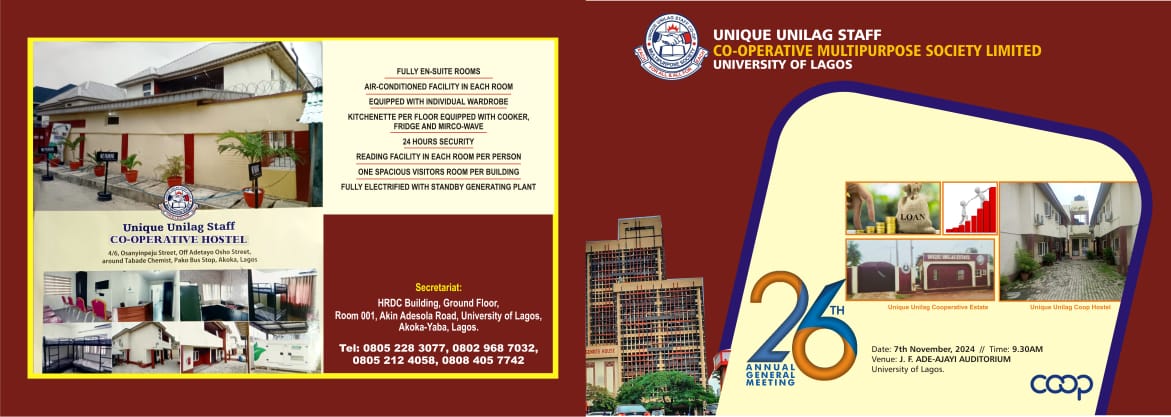 FULLY EN-SUITE ROOMS
AIR-CONDITIONED FACILITY IN EACH ROOM
EQUIPPED WITH INDIVIDUAL WARDROBE
KITCHENETTE PER FLOOR EQUIPPED WITH COOKER,
FRIDGE AND MIRCO-WAVE
24 HOURS SECURITY
READING FACILITY IN EACH ROOM PER PERSON
ONE SPACIOUS VISITORS ROOM PER BUILDING
FULLY ELECTRIFIED WITH STANDBY GENERATING PLANT
NO PARKING
NO PARKING
Unique Unilag Staff
CO-OPERATIVE HOSTEL
4/6, Osanyinpeju Street, Off Adetayo Osho Street,
around Tabade Chemist, Pako Bus Stop, Akoka, Lagos
Secretariat:
HRDC Building, Ground Floor,
Room 001, Akin Adesola Road, University of Lagos,
Akoka-Yaba, Lagos.
Tel: 0805 228 3077, 0802 968 7032,
0805 212 4058, 0808 405 7742
UNIQUE UNILAG STAFF
CO-OPERATIVE MULTIPURPOSE SOCIETY LIMITED
UNIVERSITY OF LAGOS
LOAN
UNIQUE UNILAG ESTATE
Unique Unilag Cooperative Estate
Unique Unilag Coop Hostel
26TH
ANNUAL
GENERAL
MEETING
Date: 7th November, 2024 // Time: 9.30AM
Venue: J. F. ADE-AJAYI AUDITORIUM
University of Lagos.
coop